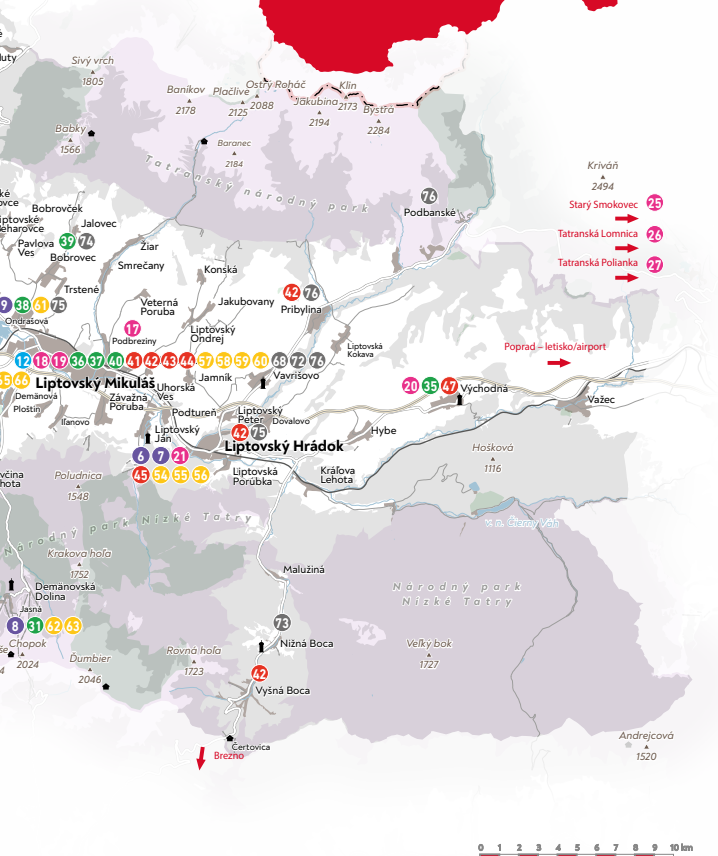 luty
Sivý vrch
1805
Baníkov
2178
Plačlivé
2125
Ostrý Roháč
2088
Klin
2173
Jakubina
2194
Bystrá
2284
Babky
1566
Baranec
2184
Tatranský národný park
Kriváň
2494
76
Podbanské
Starý Smokovec
25
Tatranská Lomnica
26
Tatranská Polianka
27
Bobrovček
Jalovec
Pavlova
Ves
39
74
Bobrovec
Žiar
Smrečany
Konská
Trstené
9
38
61
75
Ondrašová
Veterná
Poruba
Jakubovany
42
76
Pribylina
17
Podbreziny
Liptovský
Ondrej
Liptovská
Kokava
Poprad – letisko/airport
12
18
19
36
37
40
41
42
43
44
57
58
59
60
68
72
76
65
66
Liptovský Mikuláš
Jamník
Vavrišovo
Uhorská
Ves
20
35
47
Východná
Važec
Demänová
Ploštín
Závažná
Poruba
Podtureň
Liptovský
Peter
Dovalovo
Iľanovo
Liptovský
Ján
42
75
Hybe
Liptovský Hrádok
6
7
21
45
54
55
56
Liptovská
Porúbka
Kráľova
Lehota
Hošková
1116
Poludnica
1548
Národný park Nízke Tatry
v. n. Čierny Váh
Krakova hoľa
1752
Malužiná
Demänovská
Dolina
Jasná
Národný park
Nízke Tatry
8
31
62
63
73
Nižná Boca
Chopok
2024
Ďumbier
2046
Rovná hoľa
1723
Veľký bok
1727
42
Vyšná Boca
Čertovica
Brezno
Andrejcová
1520
0 1 2 3 4 5 6 7 8 9 10 km